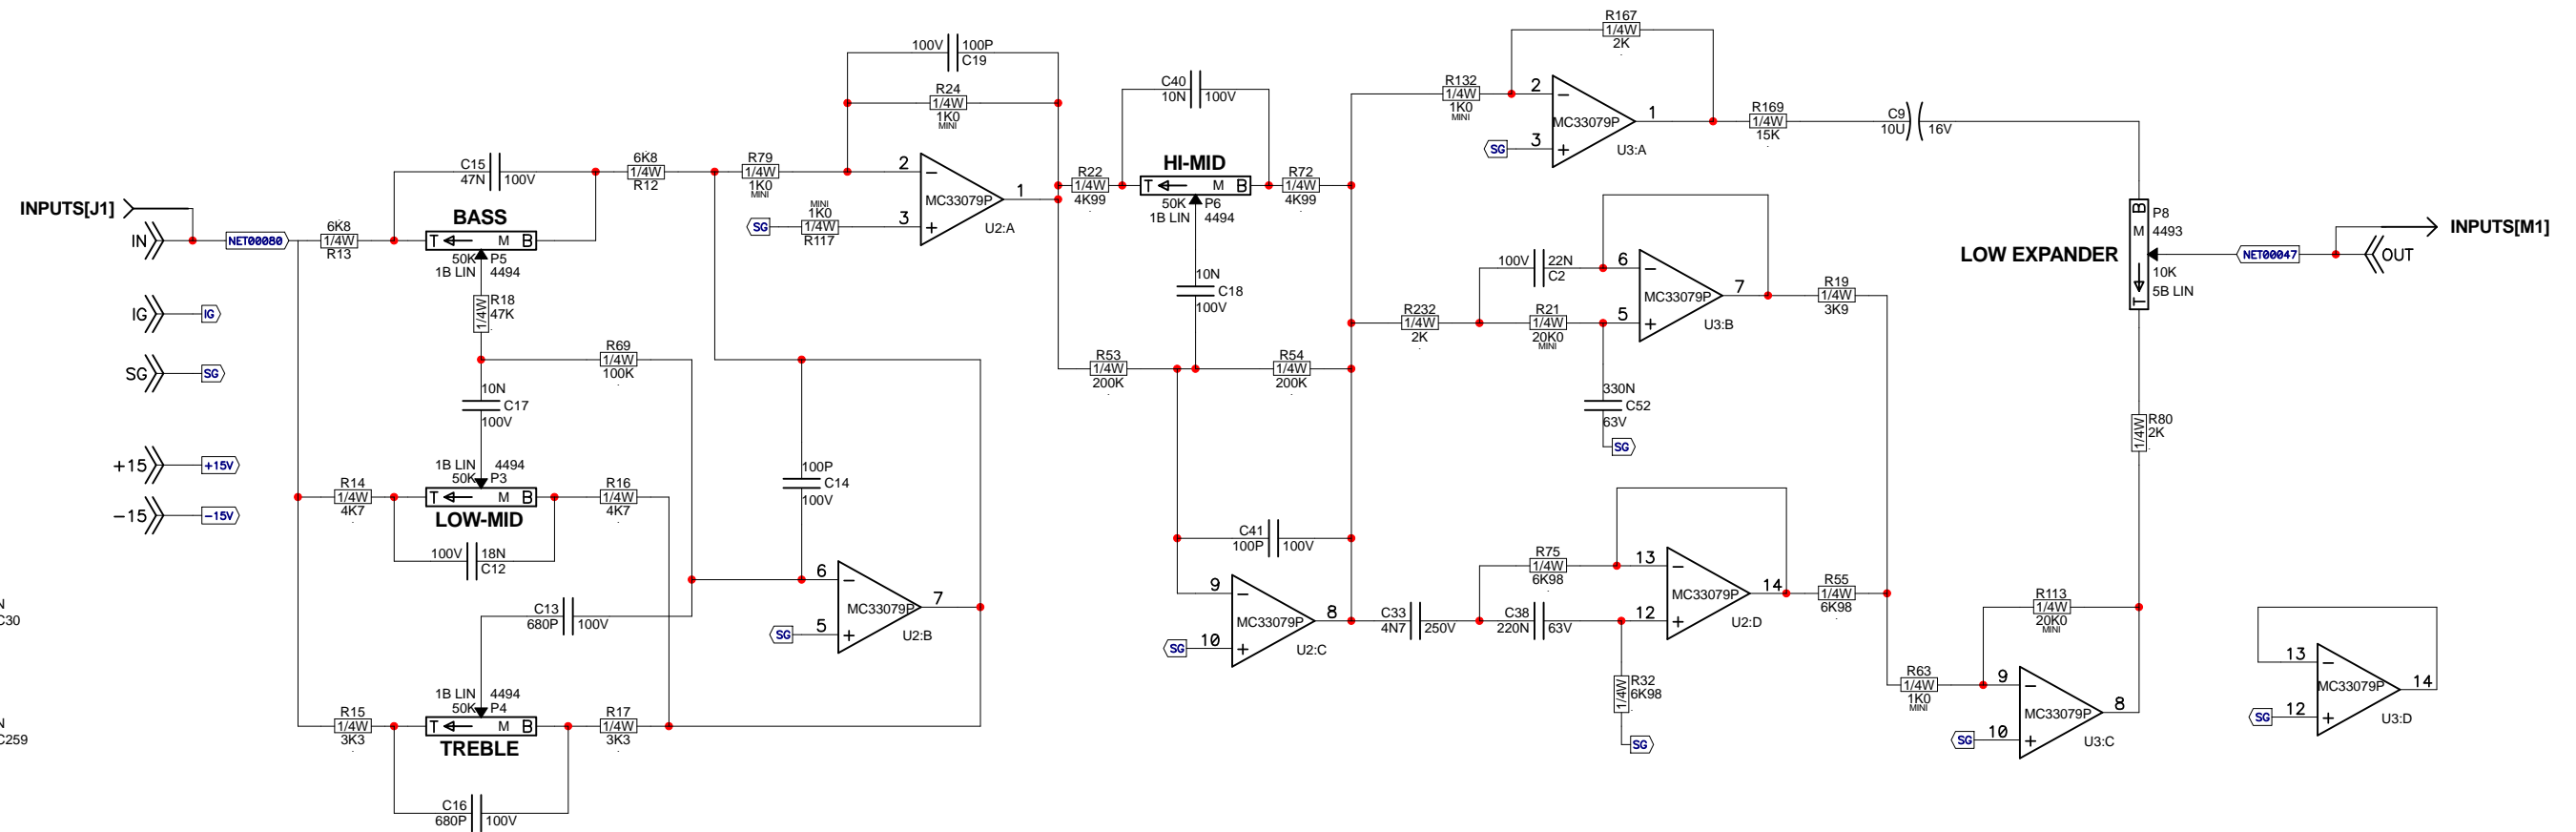 INPUTS[J1]
IN
NET00080
IG
IG
SG
SG
+15
+15V
-15
-15V
N
C30
N
C259
6K8
1/4W
R13
C15
47N
100V
BASS
T M B
50K P5
1B LIN 4494
R18
1/4W
47K
6K8
1/4W
R12
R69
1/4W
100K
10N
C17
100V
R14
1/4W
4K7
1B LIN 4494
50K P3
T M B
LOW-MID
100V 18N
C12
R16
1/4W
4K7
C13
680P
100V
R15
1/4W
3K3
1B LIN 4494
50K P4
T M B
TREBLE
C16
680P
100V
R17
1/4W
3K3
100P
C14
100V
SG
6
5
7
MC33079P
U2:B
R79
1/4W
1K0
MINI
SG
MINI
1K0
1/4W
R117
100V 100P
C19
R24
1/4W
1K0
MINI
2
3
1
MC33079P
U2:A
R22
1/4W
4K99
C40
10N
100V
HI-MID
T M B
50K P6
1B LIN 4494
R72
1/4W
4K99
10N
C18
100V
R53
1/4W
200K
R54
1/4W
200K
C41
100P
100V
SG
9
10
8
MC33079P
U2:C
R132
1/4W
1K0
MINI
R167
1/4W
2K
SG
2
3
1
MC33079P
U3:A
R169
1/4W
15K
C9
10U
16V
R232
1/4W
2K
100V 22N
C2
R21
1/4W
20K0
MINI
330N
C52
63V
SG
6
5
7
MC33079P
U3:B
R19
1/4W
3K9
C33
4N7
250V
R75
1/4W
6K98
C38
220N
63V
R32
1/4W
6K98
SG
13
12
14
MC33079P
U2:D
R55
1/4W
6K98
R63
1/4W
1K0
MINI
R113
1/4W
20K0
MINI
SG
9
10
8
MC33079P
U3:C
LOW EXPANDER
B
M
T
P8
4493
10K
5B LIN
R80
1/4W
2K
NET00047
INPUTS[M1]
OUT
SG
13
12
14
MC33079P
U3:D